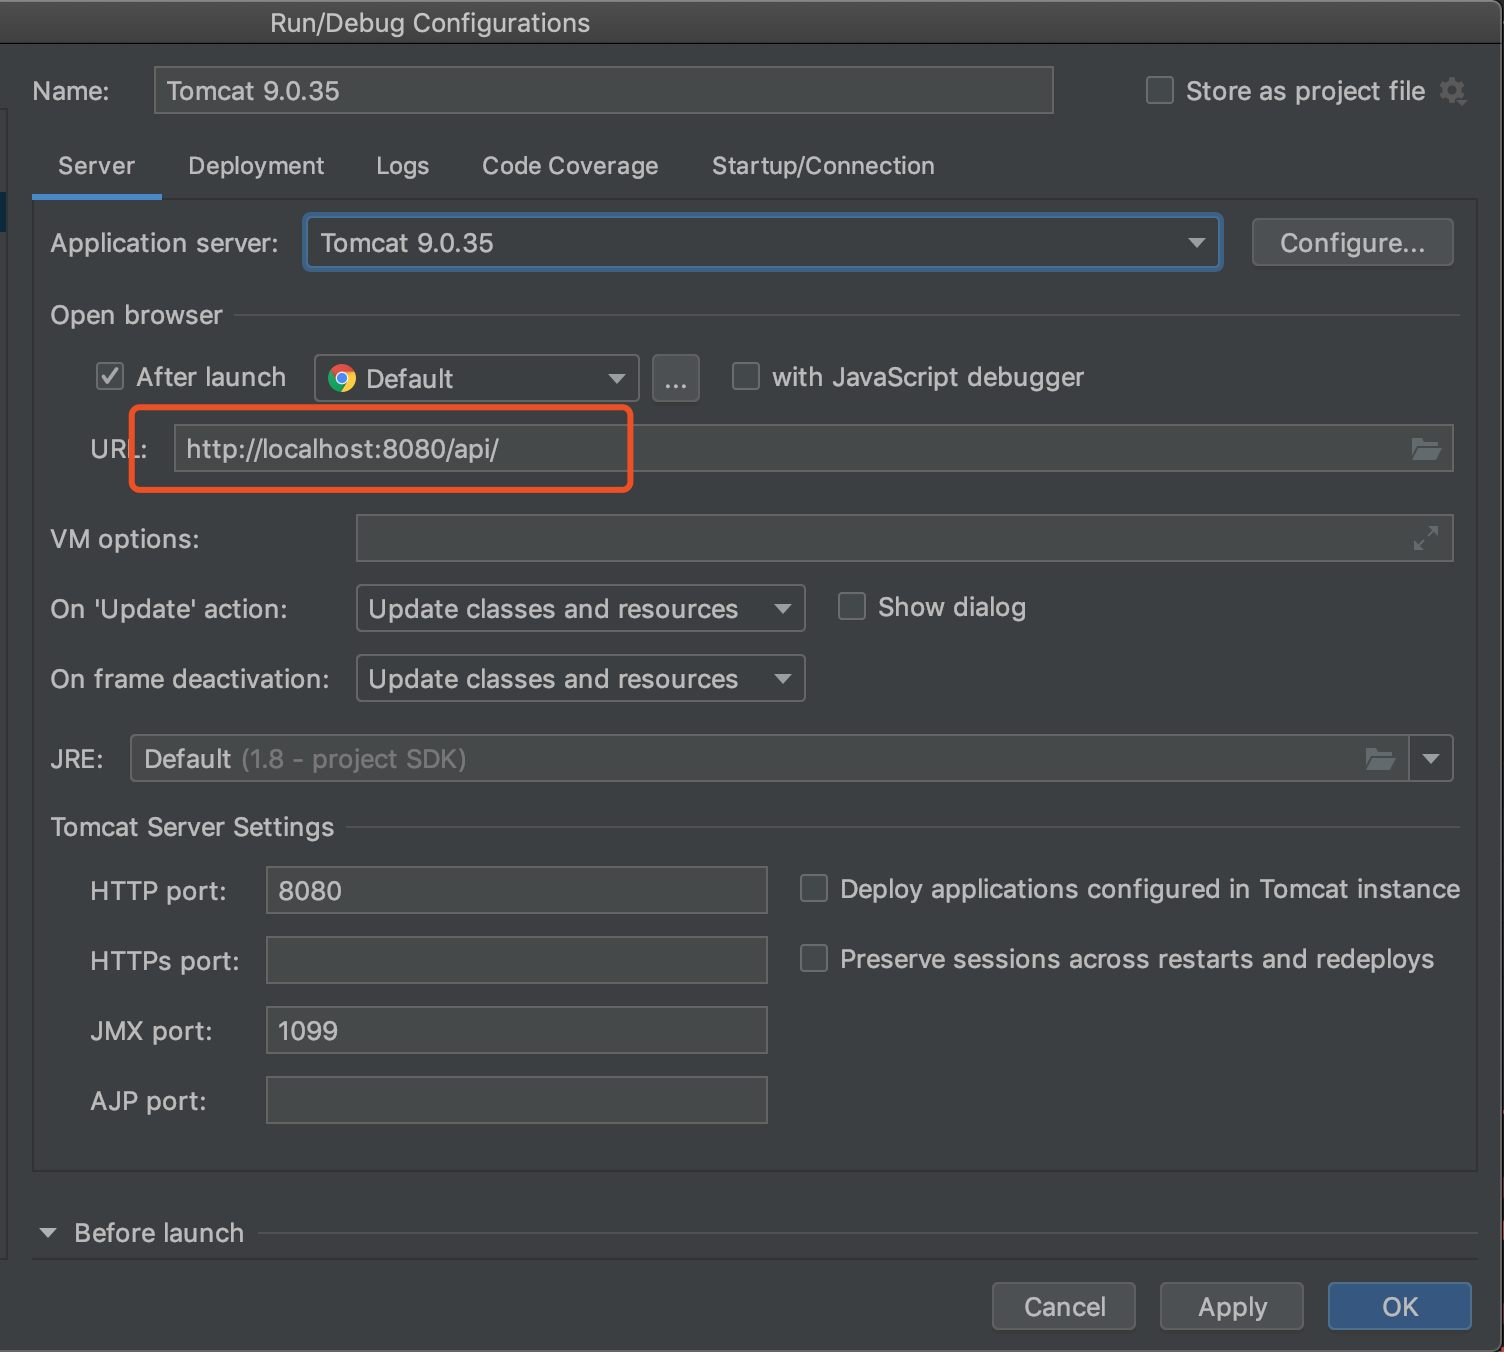 Run/Debug Configurations
Name: Tomcat 9.0.35 Store as project file
Server Deployment Logs Code Coverage Startup/Connection
Application server: Tomcat 9.0.35 Configure...
Open browser
After launch Default ... with JavaScript debugger
URL: http://localhost:8080/api/
VM options:
On 'Update' action: Update classes and resources Show dialog
On frame deactivation: Update classes and resources
JRE: Default (1.8 - project SDK)
Tomcat Server Settings
HTTP port: 8080 Deploy applications configured in Tomcat instance
HTTPs port: Preserve sessions across restarts and redeploys
JMX port: 1099
AJP port:
Before launch
Cancel Apply OK